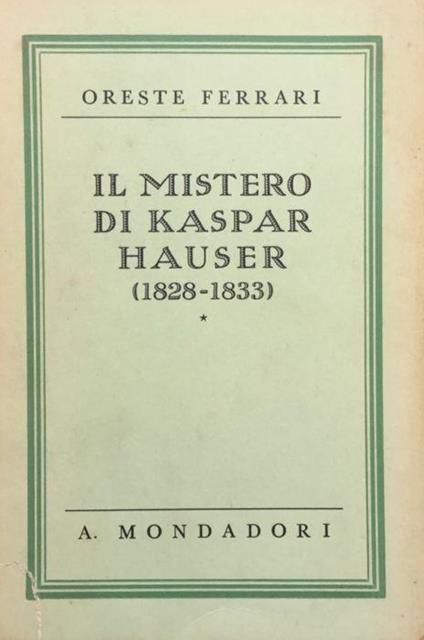 ORESTE FERRARI
IL MISTERO
DI KASPAR
HAUSER
(1828-1833)
*
A. MONDADORI